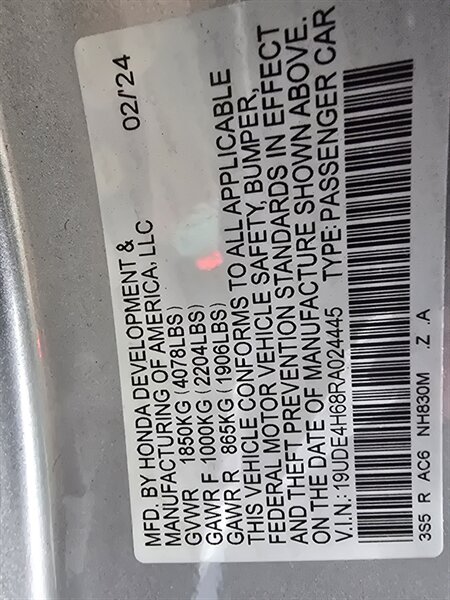 MFD. BY HONDA DEVELOPMENT & 02/'24
MANUFACTURING OF AMERICA, LLC
GVWR 1850KG (4078LBS)
GAWR F 1000KG (2204LBS)
GAWR R 865KG (1906LBS)
THIS VEHICLE CONFORMS TO ALL APPLICABLE
FEDERAL MOTOR VEHICLE SAFETY, BUMPER,
AND THEFT PREVENTION STANDARDS IN EFFECT
ON THE DATE OF MANUFACTURE SHOWN ABOVE.
V.I.N.: 19UDE4H68RA024445 TYPE: PASSENGER CAR
3S5 R AC6 NH830M .Z .A